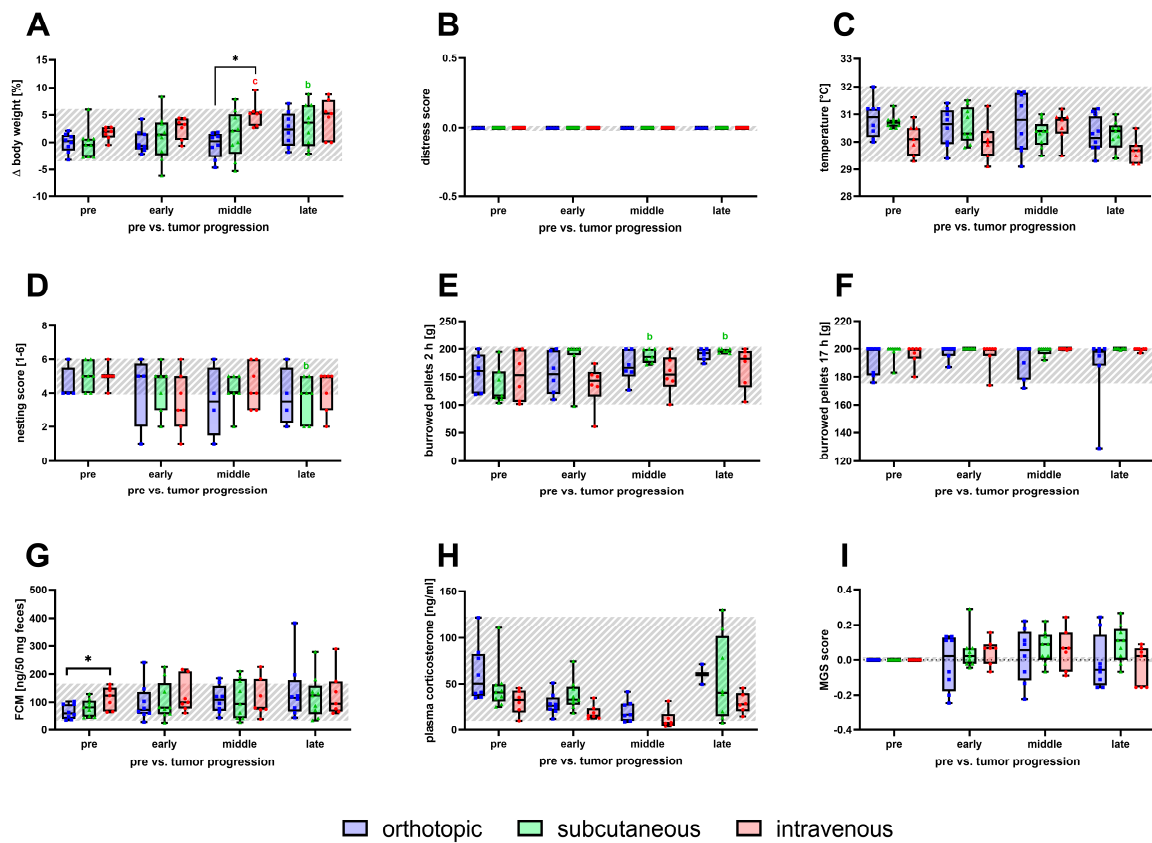 A
B
C
Δ body weight [%]
15
10
5
0
-5
-10
*
c
b
pre
early
middle
late
pre vs. tumor progression
distress score
0.5
0.0
-0.5
pre
early
middle
late
pre vs. tumor progression
temperature [°C]
33
32
31
30
29
28
pre
early
middle
late
pre vs. tumor progression
D
E
F
nesting score [1-6]
8
6
4
2
0
b
pre
early
middle
late
pre vs. tumor progression
burrowed pellets 2 h [g]
250
200
150
100
50
0
b
b
pre
early
middle
late
pre vs. tumor progression
burrowed pellets 17 h [g]
220
200
180
160
140
120
pre
early
middle
late
pre vs. tumor progression
G
H
I
FCM [ng/50 mg feces]
500
400
300
200
100
0
*
pre
early
middle
late
pre vs. tumor progression
plasma corticosterone [ng/ml]
150
100
50
0
pre
early
middle
late
pre vs. tumor progression
MGS score
0.4
0.2
0.0
-0.2
-0.4
pre
early
middle
late
pre vs. tumor progression
orthotopic
subcutaneous
intravenous